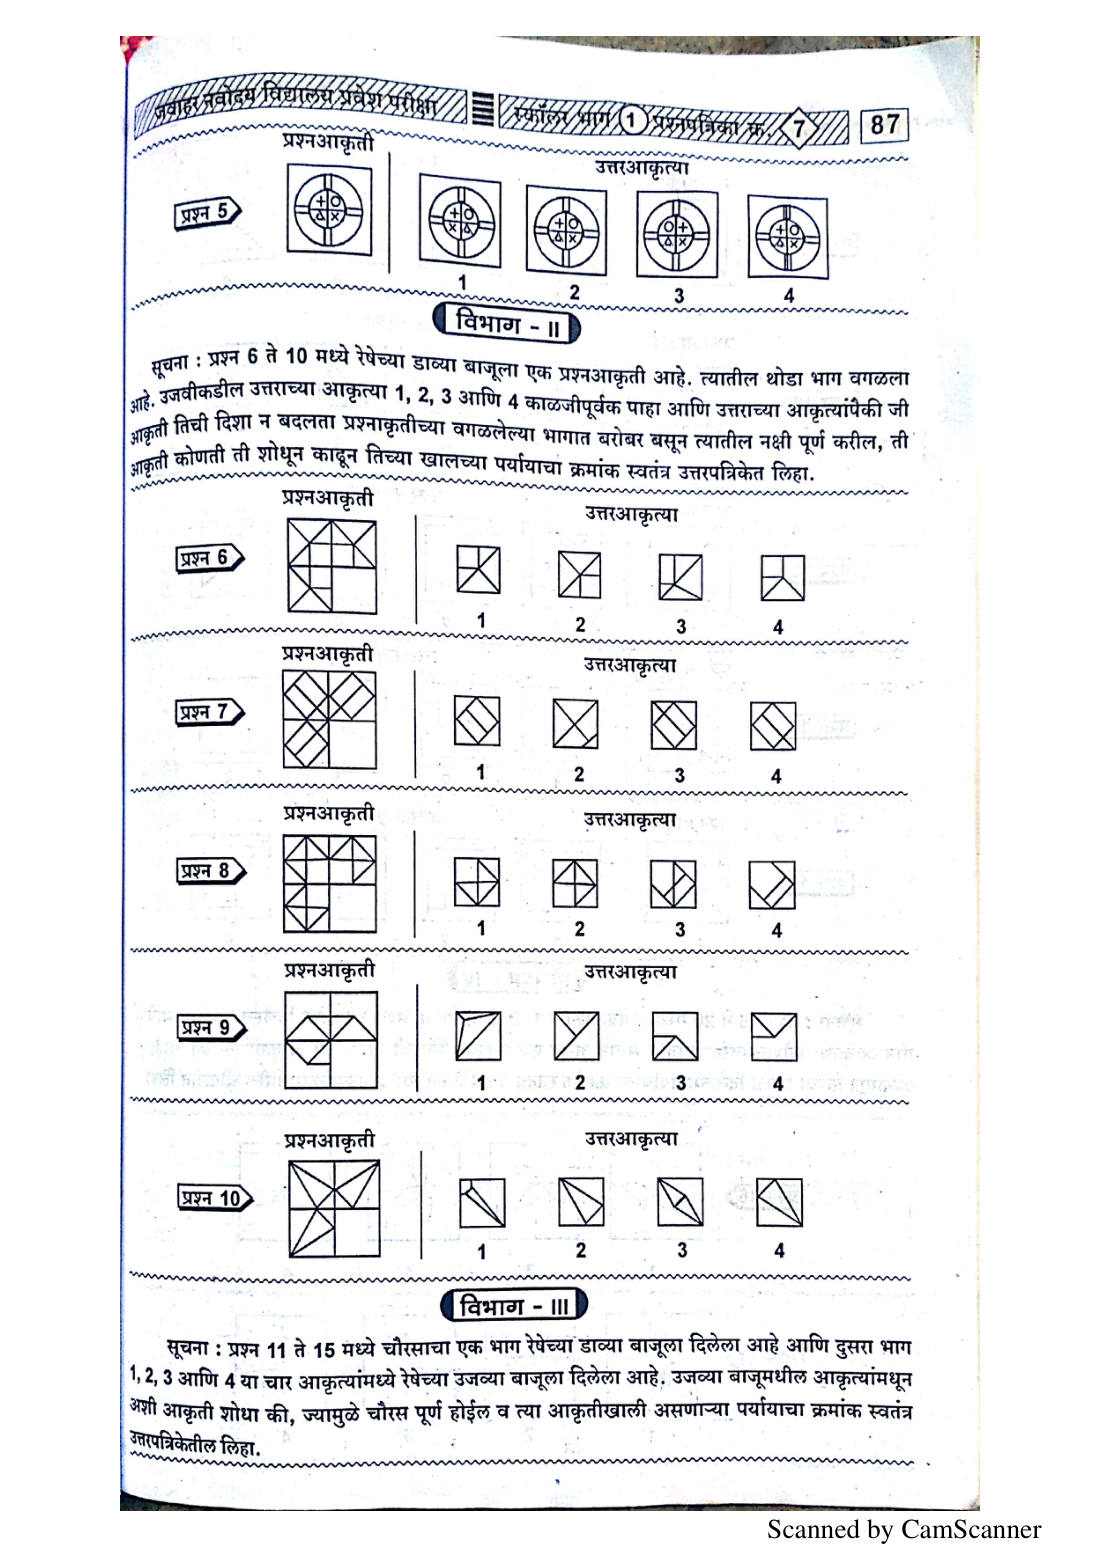 जवाहर नवोदय विद्यालय प्रवेश परीक्षा
स्कॉलर भाग 1 प्रश्नपत्रिका क्र. 7
87
प्रश्नआकृती
उत्तरआकृत्या
प्रश्न 5
1 2 3 4
विभाग - II
सूचना : प्रश्न 6 ते 10 मध्ये रेषेच्या डाव्या बाजूला एक प्रश्नआकृती आहे. त्यातील थोडा भाग वगळला
आहे. उजवीकडील उत्तराच्या आकृत्या 1, 2, 3 आणि 4 काळजीपूर्वक पाहा आणि उत्तराच्या आकृत्यांपैकी जी
आकृती तिची दिशा न बदलता प्रश्नाकृतीच्या वगळलेल्या भागात बरोबर बसून त्यातील नक्षी पूर्ण करील, ती
आकृती कोणती ती शोधून काढून तिच्या खालच्या पर्यायाचा क्रमांक स्वतंत्र उत्तरपत्रिकेत लिहा.
प्रश्नआकृती
उत्तरआकृत्या
प्रश्न 6
1 2 3 4
प्रश्नआकृती
उत्तरआकृत्या
प्रश्न 7
1 2 3 4
प्रश्नआकृती
उत्तरआकृत्या
प्रश्न 8
1 2 3 4
प्रश्नआकृती
उत्तरआकृत्या
प्रश्न 9
1 2 3 4
प्रश्नआकृती
उत्तरआकृत्या
प्रश्न 10
1 2 3 4
विभाग - III
सूचना : प्रश्न 11 ते 15 मध्ये चौरसाचा एक भाग रेषेच्या डाव्या बाजूला दिलेला आहे आणि दुसरा भाग
1, 2, 3 आणि 4 या चार आकृत्यांमध्ये रेषेच्या उजव्या बाजूला दिलेला आहे. उजव्या बाजूमधील आकृत्यांमधून
अशी आकृती शोधा की, ज्यामुळे चौरस पूर्ण होईल व त्या आकृतीखाली असणाऱ्या पर्यायाचा क्रमांक स्वतंत्र
उत्तरपत्रिकेतील लिहा.
Scanned by CamScanner